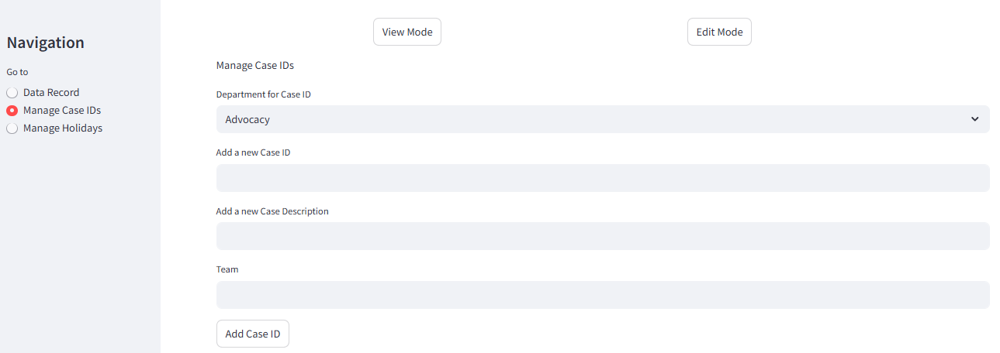 Navigation
Go to
Data Record
Manage Case IDs
Manage Holidays
View Mode
Edit Mode
Manage Case IDs
Department for Case ID
Advocacy
Add a new Case ID
Add a new Case Description
Team
Add Case ID